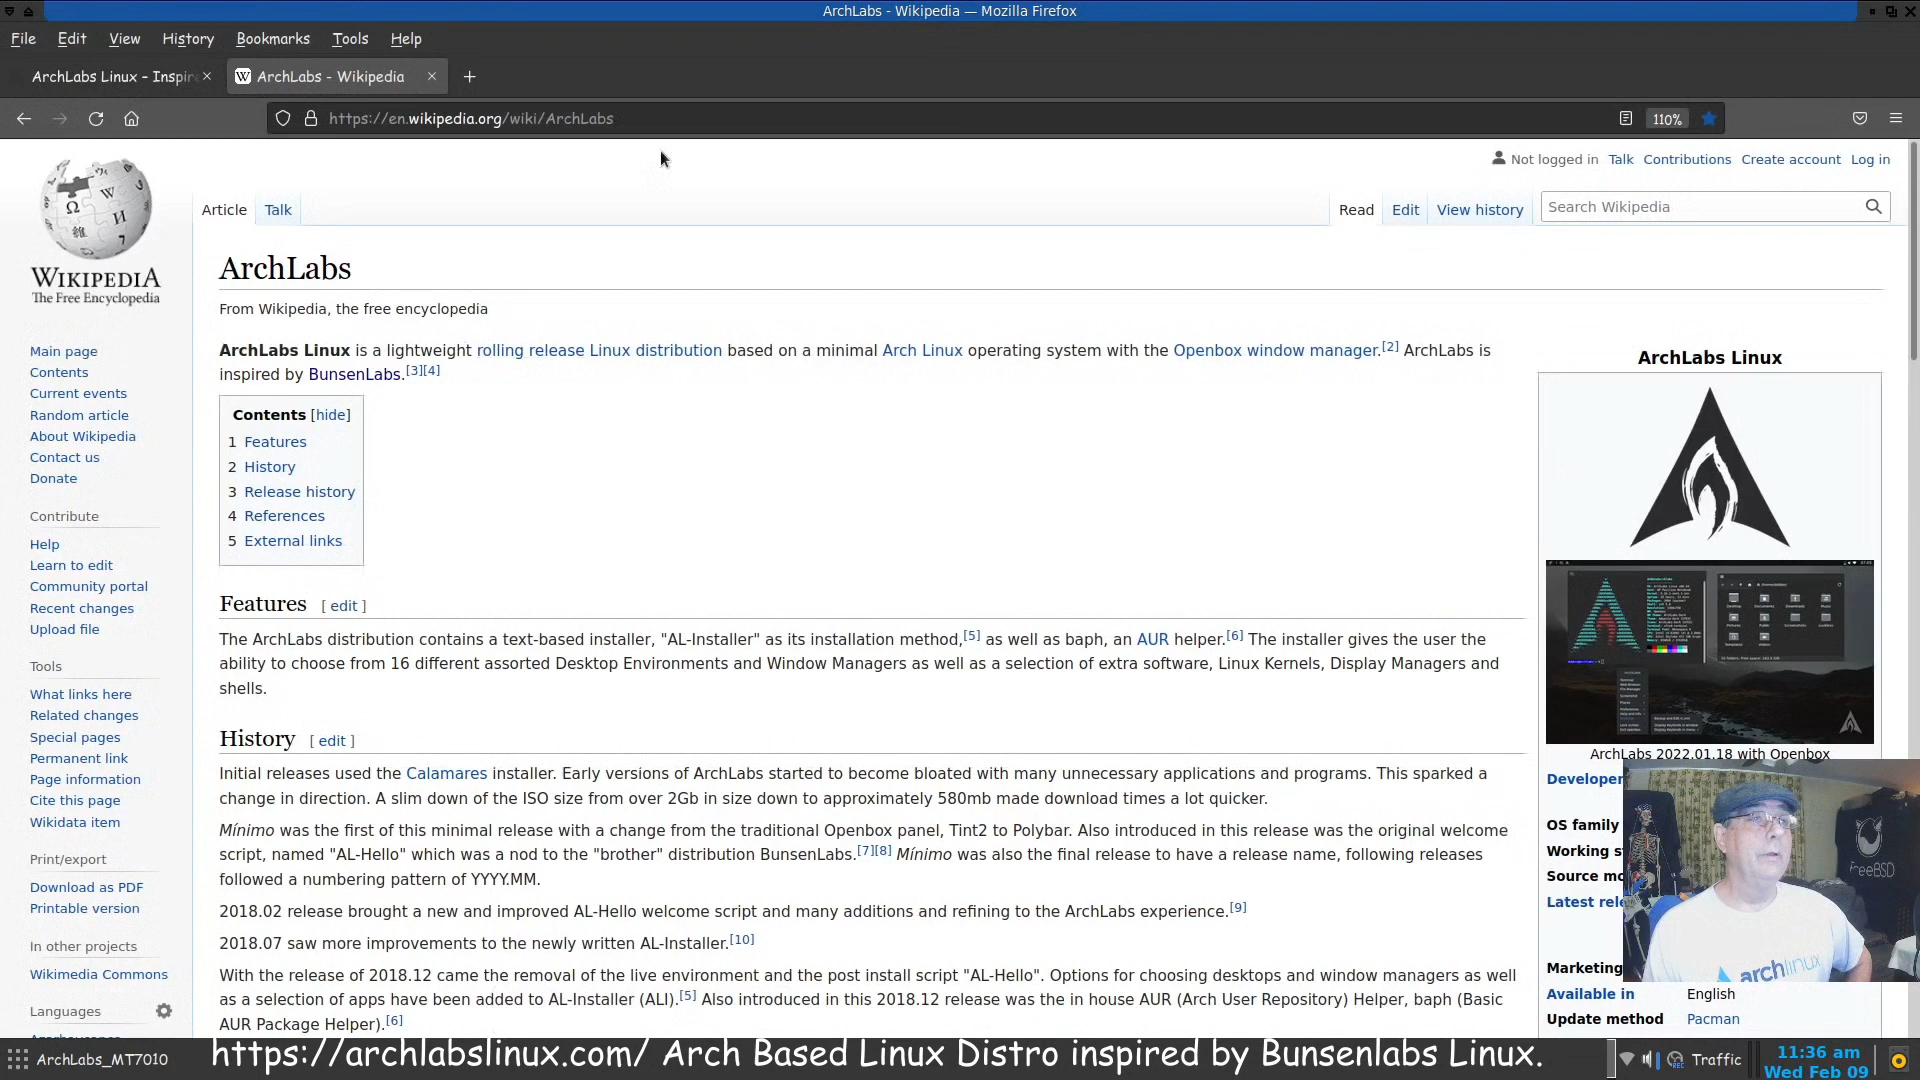 ArchLabs - Wikipedia — Mozilla Firefox
File Edit View History Bookmarks Tools Help
ArchLabs Linux – Inspir
ArchLabs - Wikipedia
https://en.wikipedia.org/wiki/ArchLabs
110%
Not logged in Talk Contributions Create account Log in
Article Talk
Read Edit View history
Search Wikipedia
WIKIPEDIA
The Free Encyclopedia
Main page
Contents
Current events
Random article
About Wikipedia
Contact us
Donate
Contribute
Help
Learn to edit
Community portal
Recent changes
Upload file
Tools
What links here
Related changes
Special pages
Permanent link
Page information
Cite this page
Wikidata item
Print/export
Download as PDF
Printable version
In other projects
Wikimedia Commons
Languages
ArchLabs
From Wikipedia, the free encyclopedia
ArchLabs Linux is a lightweight rolling release Linux distribution based on a minimal Arch Linux operating system with the Openbox window manager.[2] ArchLabs is
inspired by BunsenLabs.[3][4]
Contents [hide]
1 Features
2 History
3 Release history
4 References
5 External links
Features [ edit ]
The ArchLabs distribution contains a text-based installer, "AL-Installer" as its installation method,[5] as well as baph, an AUR helper.[6] The installer gives the user the
ability to choose from 16 different assorted Desktop Environments and Window Managers as well as a selection of extra software, Linux Kernels, Display Managers and
shells.
History [ edit ]
Initial releases used the Calamares installer. Early versions of ArchLabs started to become bloated with many unnecessary applications and programs. This sparked a
change in direction. A slim down of the ISO size from over 2Gb in size down to approximately 580mb made download times a lot quicker.
Mínimo was the first of this minimal release with a change from the traditional Openbox panel, Tint2 to Polybar. Also introduced in this release was the original welcome
script, named "AL-Hello" which was a nod to the "brother" distribution BunsenLabs.[7][8] Mínimo was also the final release to have a release name, following releases
followed a numbering pattern of YYYY.MM.
2018.02 release brought a new and improved AL-Hello welcome script and many additions and refining to the ArchLabs experience.[9]
2018.07 saw more improvements to the newly written AL-Installer.[10]
With the release of 2018.12 came the removal of the live environment and the post install script "AL-Hello". Options for choosing desktops and window managers as well
as a selection of apps have been added to AL-Installer (ALI).[5] Also introduced in this 2018.12 release was the in house AUR (Arch User Repository) Helper, baph (Basic
AUR Package Helper).[6]
ArchLabs Linux
ArchLabs 2022.01.18 with Openbox
Developer
OS family
Working s
Source mo
Latest rele
Marketing
Available in English
Update method Pacman
FreeBSD
archlinux
ArchLabs_MT7010
https://archlabslinux.com/ Arch Based Linux Distro inspired by Bunsenlabs Linux.
Traffic
11:36 am
Wed Feb 09